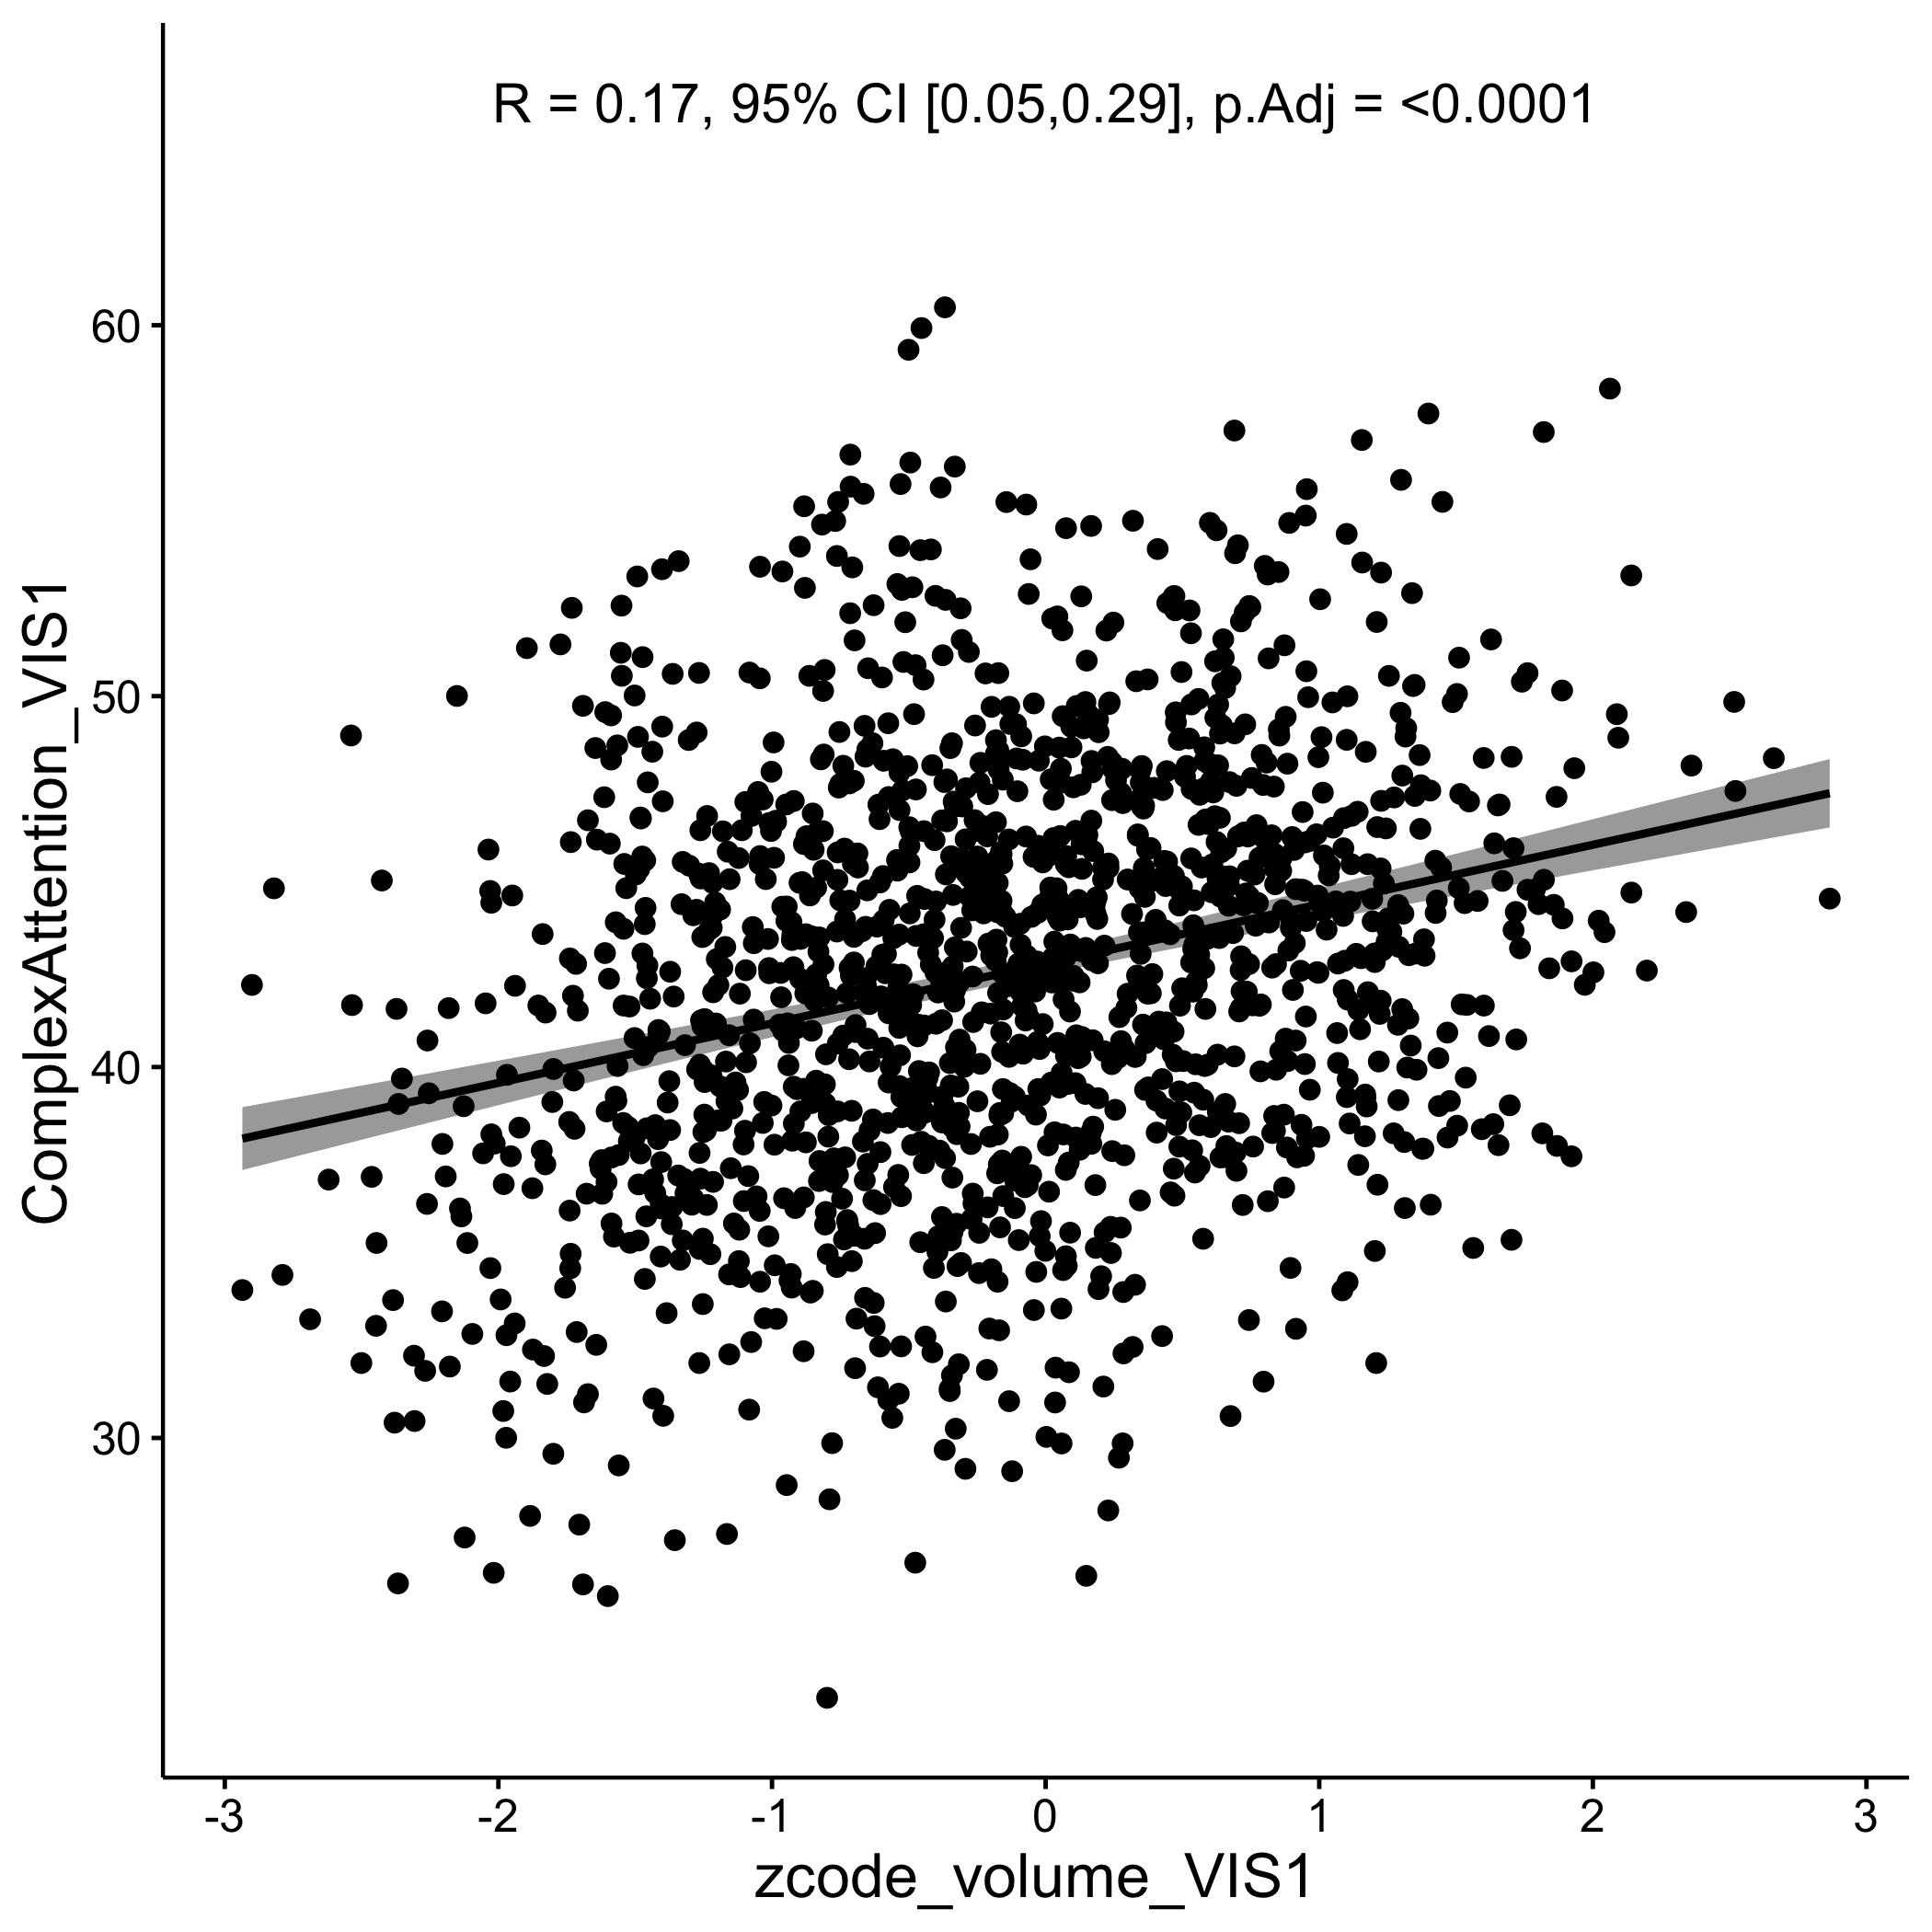 R = 0.17, 95% CI [0.05,0.29], p.Adj = <0.0001
ComplexAttention_VIS1
60
50
40
30
-3 -2 -1 0 1 2 3
zcode_volume_VIS1